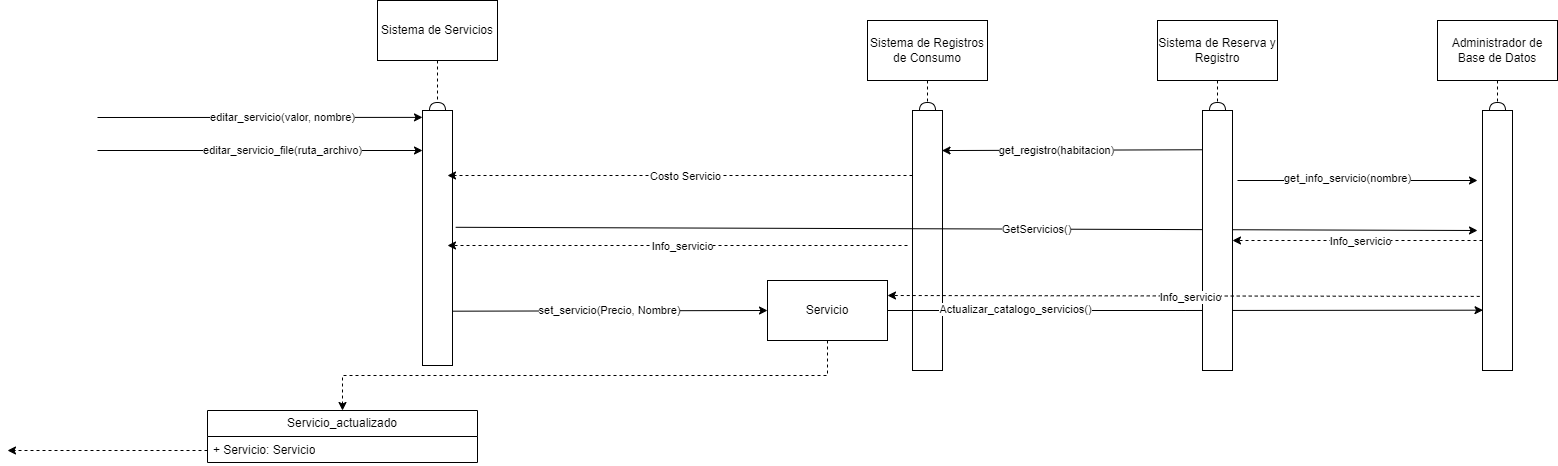 Sistema de Servicios
Sistema de Registros
de Consumo
Sistema de Reserva y
Registro
Administrador de
Base de Datos
editar_servicio(valor, nombre)
editar_servicio_file(ruta_archivo)
get_registro(habitacion)
Costo Servicio
get_info_servicio(nombre)
GetServicios()
Info_servicio
Info_servicio
Info_servicio
set_servicio(Precio, Nombre)
Servicio
Actualizar_catalogo_servicios()
Servicio_actualizado
+ Servicio: Servicio